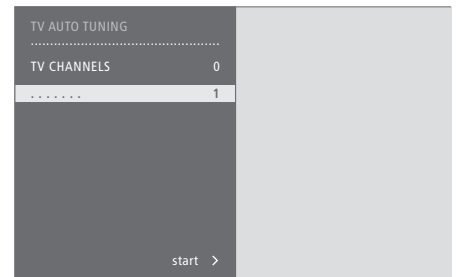 TV AUTO TUNING
TV CHANNELS 0
. . . . . . . 1
start >